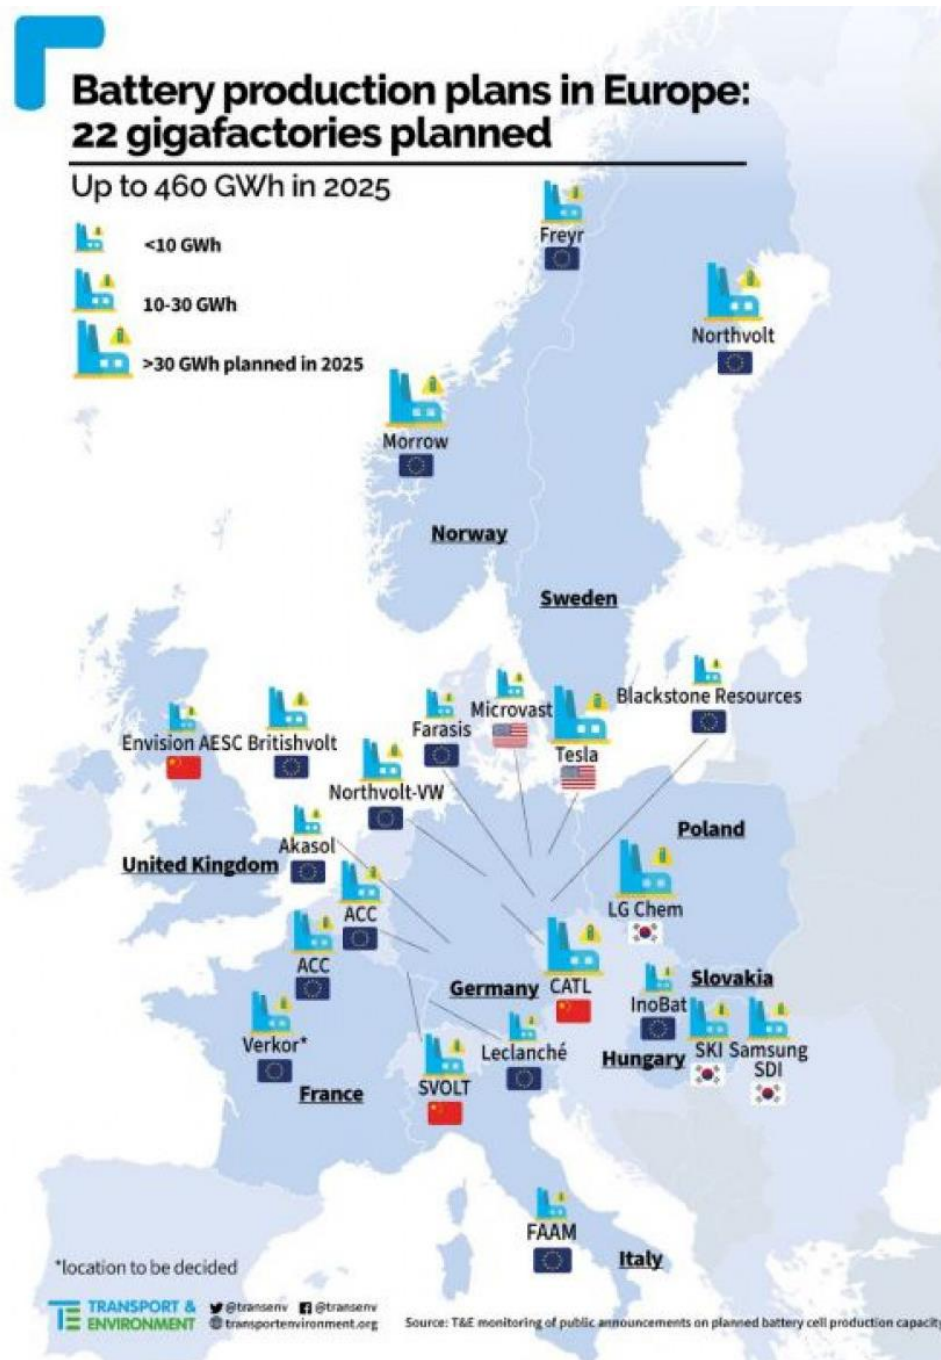 Battery production plans in Europe:
22 gigafactories planned
Up to 460 GWh in 2025
<10 GWh
10-30 GWh
>30 GWh planned in 2025
Freyr
Northvolt
Morrow
Norway
Sweden
Blackstone Resources
Microvast
Farasis
Tesla
Envision AESC
Britishvolt
Northvolt-VW
Akasol
Poland
United Kingdom
ACC
LG Chem
ACC
Germany
CATL
Slovakia
InoBat
Verkor*
Leclanché
Hungary
SKI
Samsung
SDI
SVOLT
France
FAAM
Italy
*location to be decided
TRANSPORT &
ENVIRONMENT
@transenv
@transenv
transportenvironment.org
Source: T&E monitoring of public announcements on planned battery cell production capacity